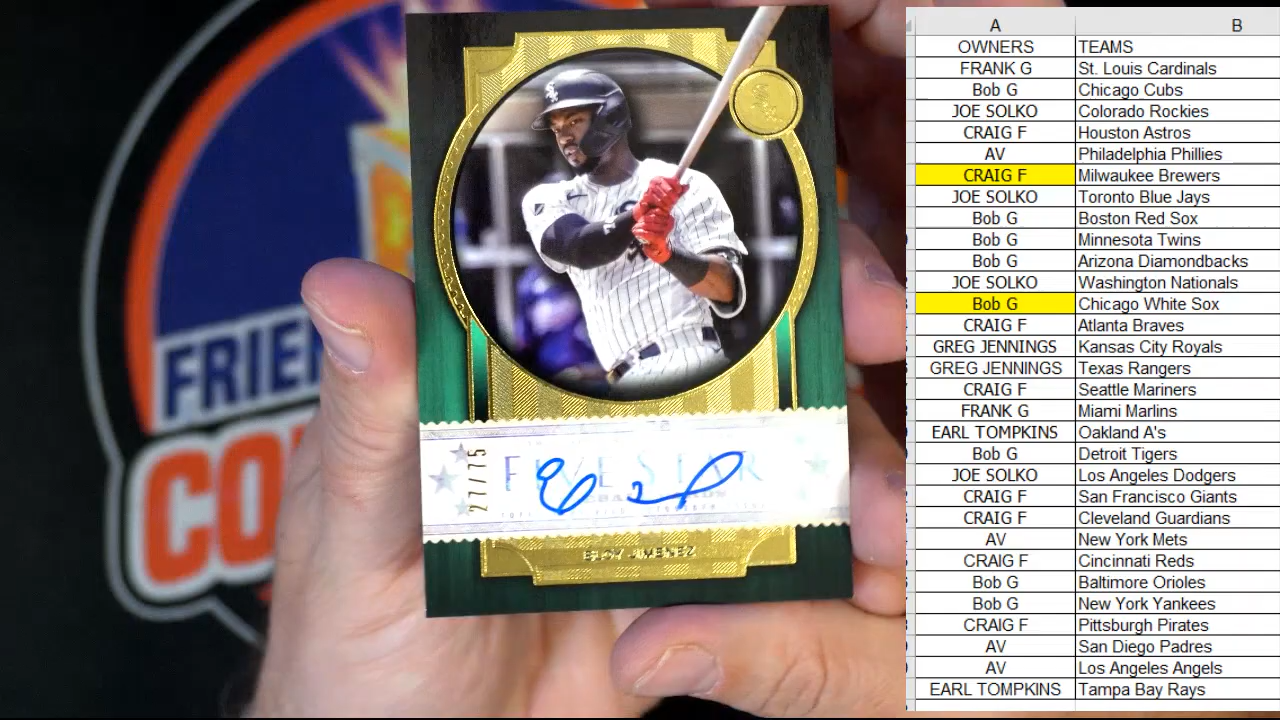 FRIEN
CO
27/75
FIVE STAR
ELOY JIMENEZ
A B
OWNERS TEAMS
FRANK G St. Louis Cardinals
Bob G Chicago Cubs
JOE SOLKO Colorado Rockies
CRAIG F Houston Astros
AV Philadelphia Phillies
CRAIG F Milwaukee Brewers
JOE SOLKO Toronto Blue Jays
Bob G Boston Red Sox
Bob G Minnesota Twins
Bob G Arizona Diamondbacks
JOE SOLKO Washington Nationals
Bob G Chicago White Sox
CRAIG F Atlanta Braves
GREG JENNINGS Kansas City Royals
GREG JENNINGS Texas Rangers
CRAIG F Seattle Mariners
FRANK G Miami Marlins
EARL TOMPKINS Oakland A's
Bob G Detroit Tigers
JOE SOLKO Los Angeles Dodgers
CRAIG F San Francisco Giants
CRAIG F Cleveland Guardians
AV New York Mets
CRAIG F Cincinnati Reds
Bob G Baltimore Orioles
Bob G New York Yankees
CRAIG F Pittsburgh Pirates
AV San Diego Padres
AV Los Angeles Angels
EARL TOMPKINS Tampa Bay Rays